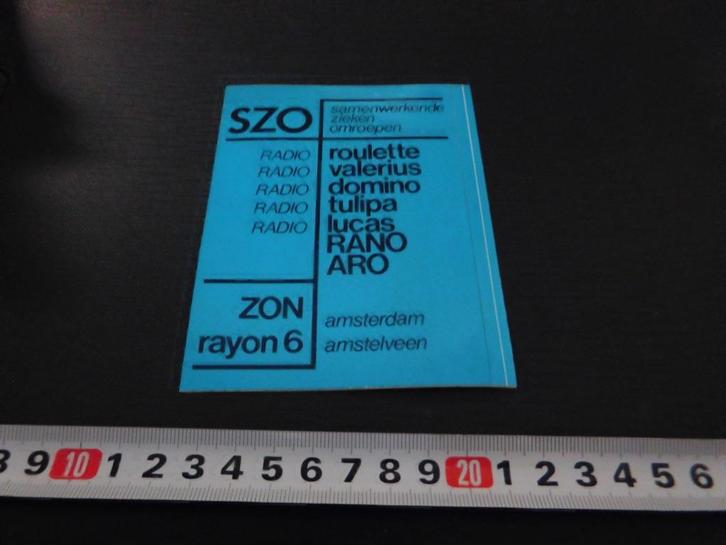 SZO
samenwerkende
zieken
omroepen
RADIO roulette
RADIO valerius
RADIO domino
RADIO tulipa
RADIO lucas
RANO
ARO
ZON
rayon 6
amsterdam
amstelveen
8 9 10 1 2 3 4 5 6 7 8 9 20 1 2 3 4 5 6